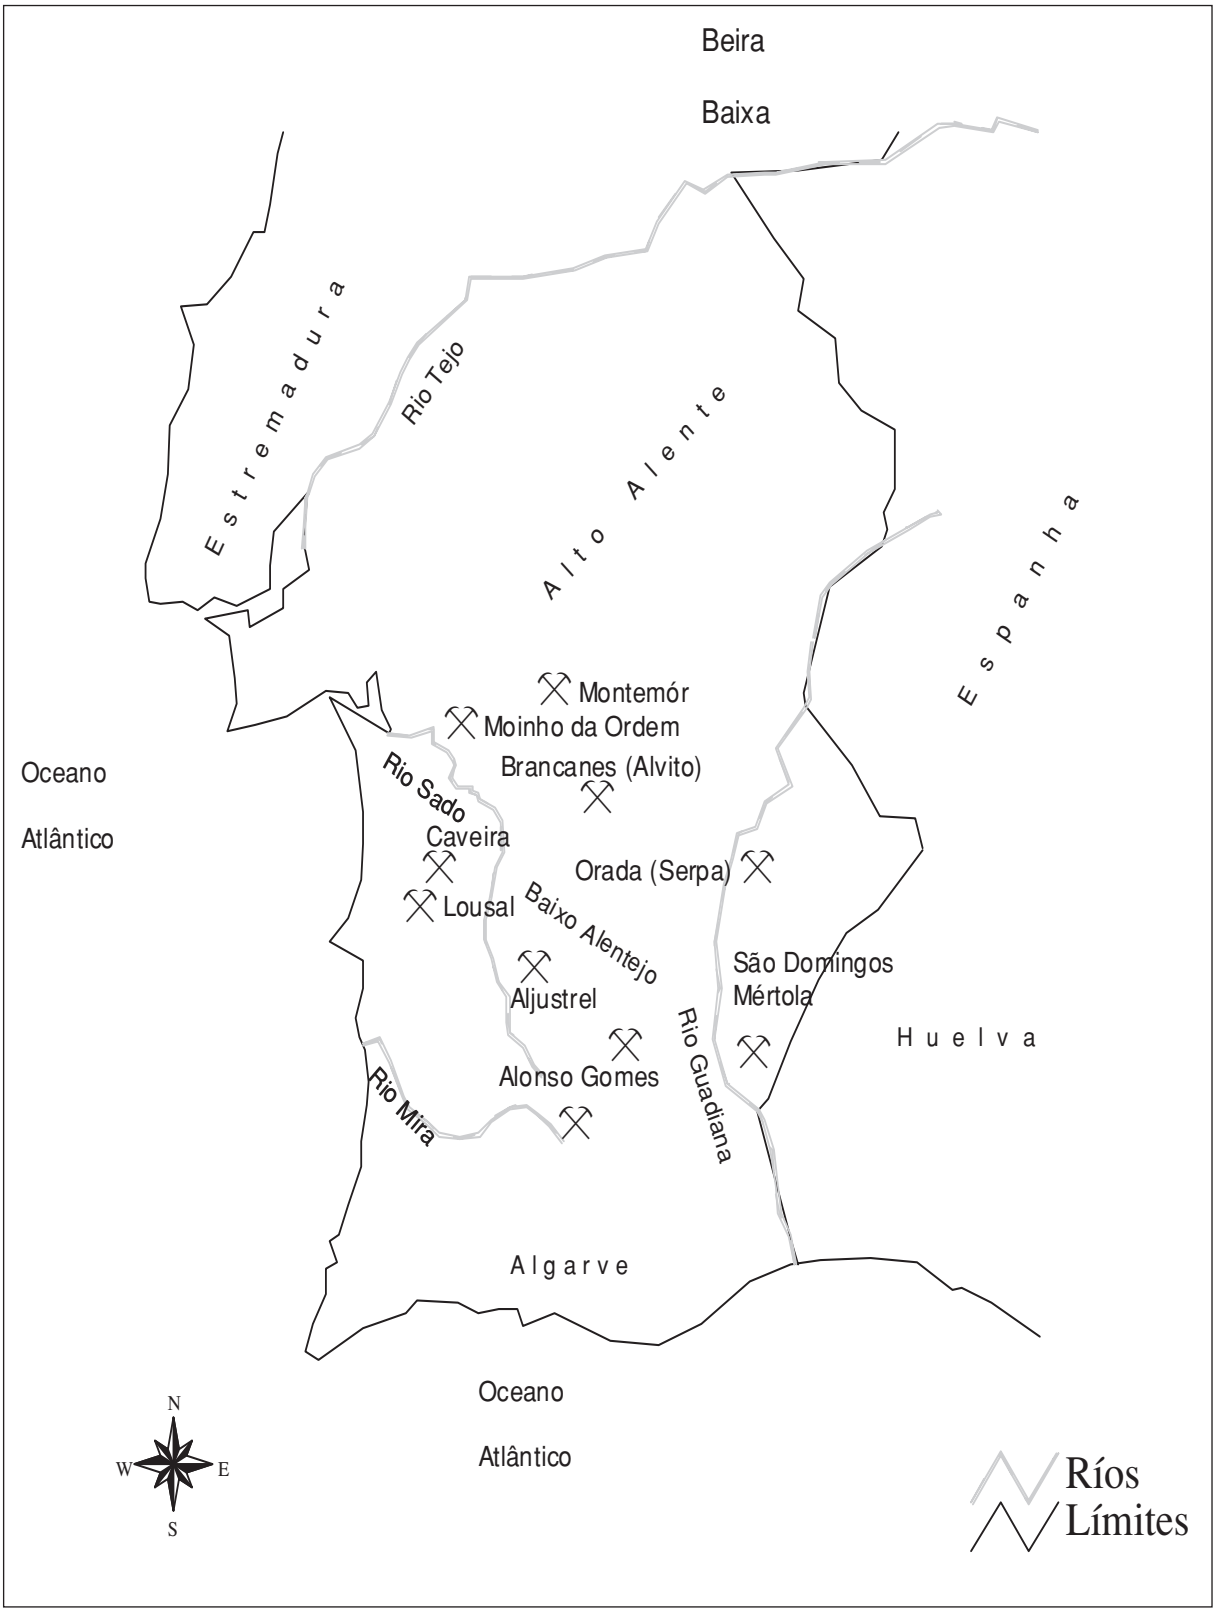 Beira
Baixa
Estremadura
Rio Tejo
Alto Alente
Espanha
Montemór
Moinho da Ordem
Brancanes (Alvito)
Oceano
Atlântico
Rio Sado
Caveira
Orada (Serpa)
Lousal
Baixo Alentejo
São Domingos
Mértola
Aljustrel
Rio Guadiana
Huelva
Alonso Gomes
Rio Mira
Algarve
Oceano
Atlântico
N
W
E
S
Ríos
Límites